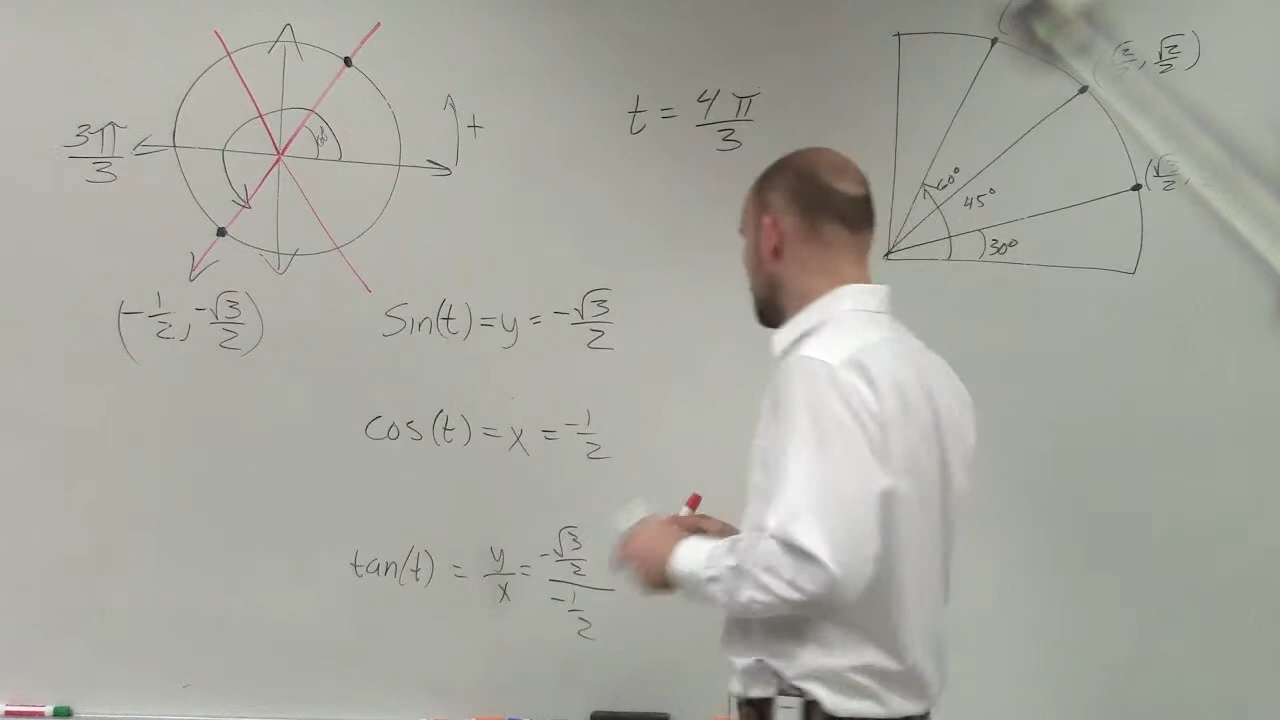 3π/3
+
(-1/2, -√3/2)
t = 4π/3
Sin(t) = y = -√3/2
cos(t) = x = -1/2
tan(t) = y/x = (-√3/2)/(-1/2)
, √2/2)
(√3/2,
60°
45°
30°